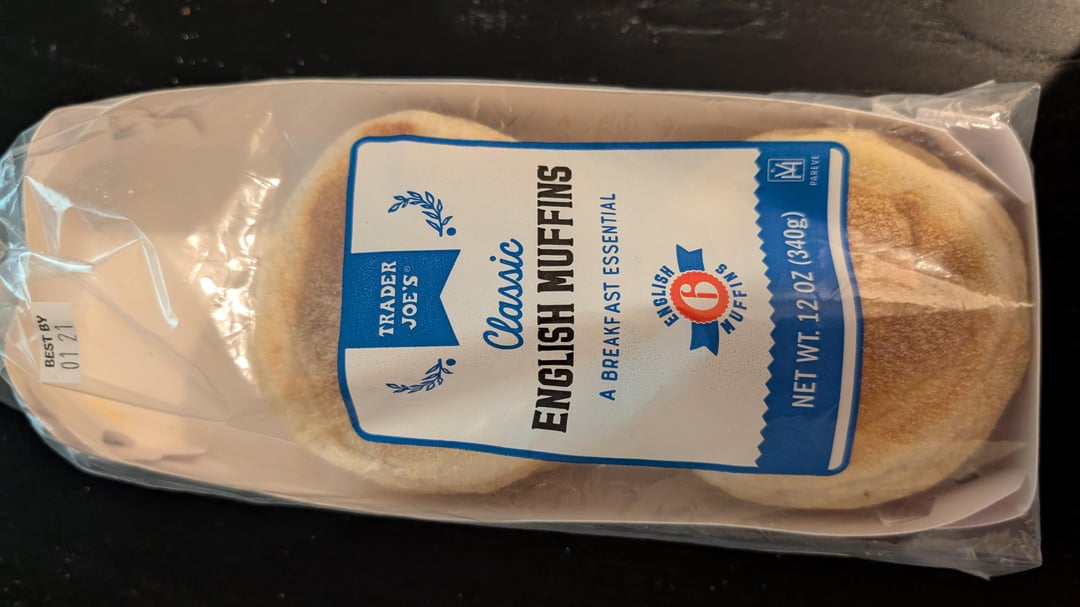 TRADER
JOE'S®
Classic
ENGLISH MUFFINS
A BREAKFAST ESSENTIAL
ENGLISH
6
MUFFINS
PAREVE
NET WT. 12 OZ (340g)
BEST BY
01 21